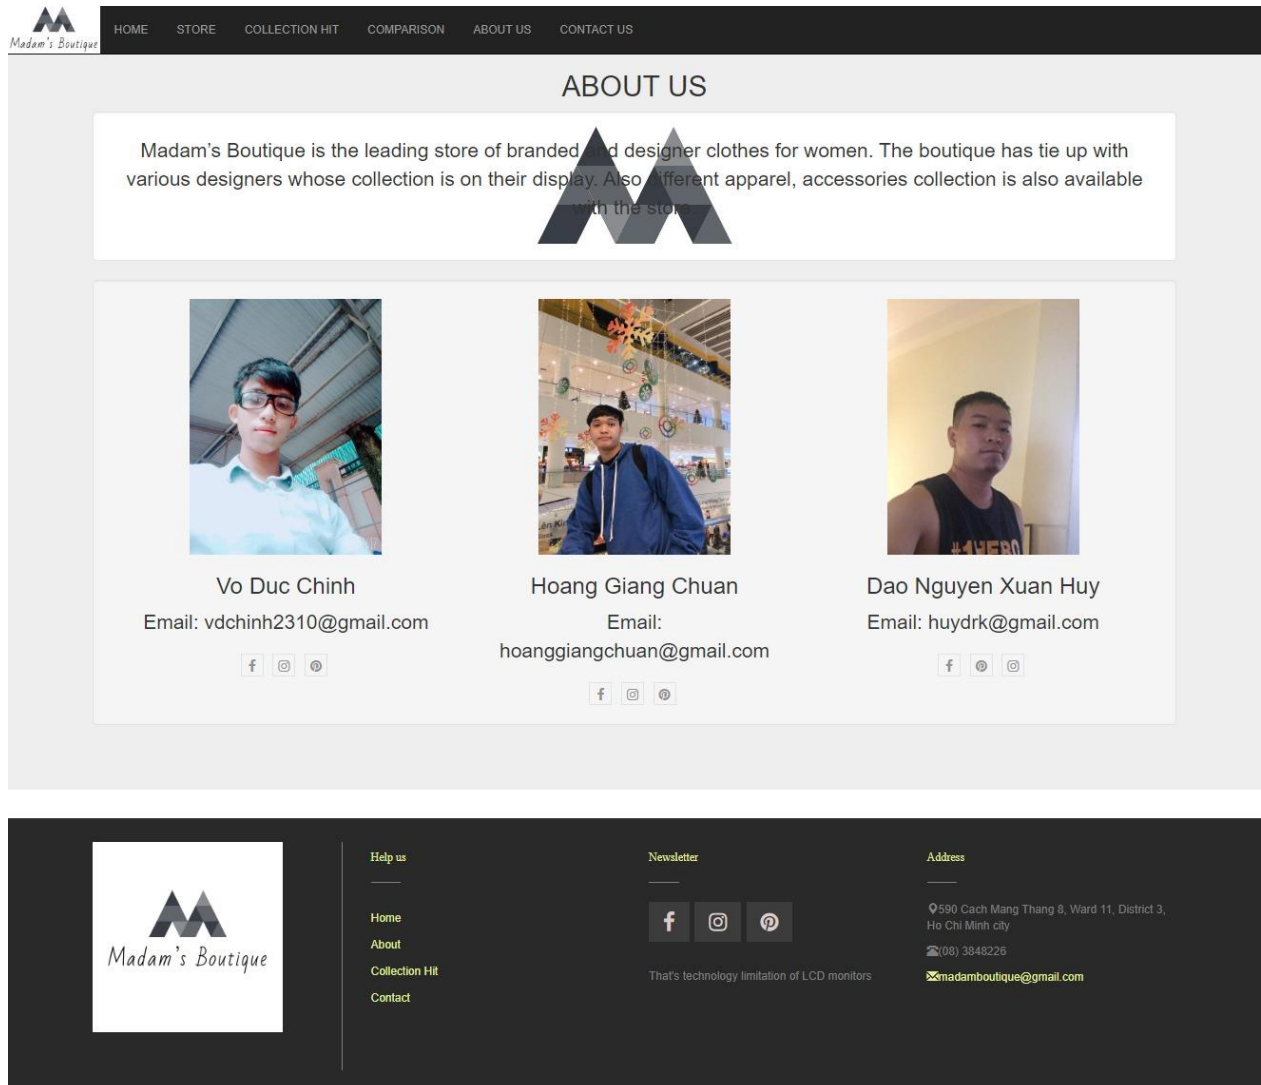 Madam's Boutique
HOME STORE COLLECTION HIT COMPARISON ABOUT US CONTACT US
ABOUT US
Madam's Boutique is the leading store of branded and designer clothes for women. The boutique has tie up with
various designers whose collection is on their display. Also different apparel, accessories collection is also available
with the store.
#1HERO
Vo Duc Chinh
Email: vdchinh2310@gmail.com
Hoang Giang Chuan
Email:
hoanggiangchuan@gmail.com
Dao Nguyen Xuan Huy
Email: huydrk@gmail.com
Madam's Boutique
Help us
Home
About
Collection Hit
Contact
Newsletter
That's technology limitation of LCD monitors
Address
590 Cach Mang Thang 8, Ward 11, District 3,
Ho Chi Minh city
(08) 3848226
madamboutique@gmail.com